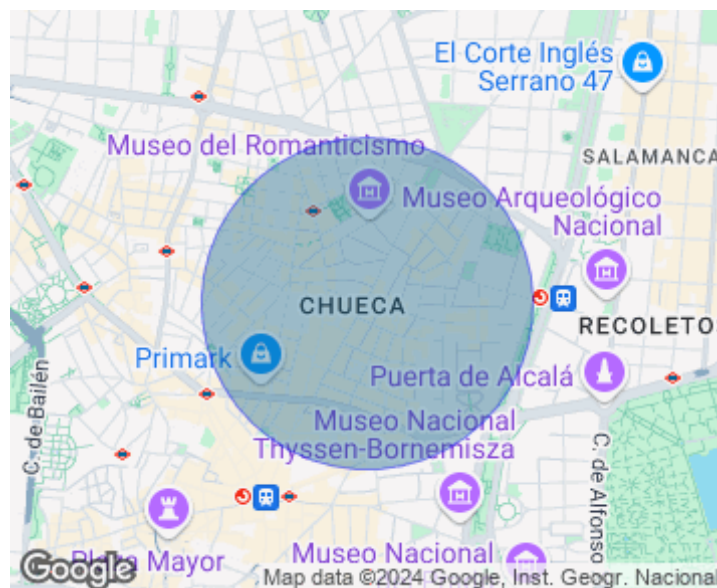 El Corte Inglés
Serrano 47
Museo del Romanticismo
SALAMANCA
Museo Arqueológico
Nacional
CHUECA
RECOLETO
Primark
Puerta de Alcalá
C. de Bailén
Museo Nacional
Thyssen-Bornemisza
C. de Alfonso
Plaza Mayor
Museo Nacional
Google
Map data ©2024 Google, Inst. Geogr. Nacional